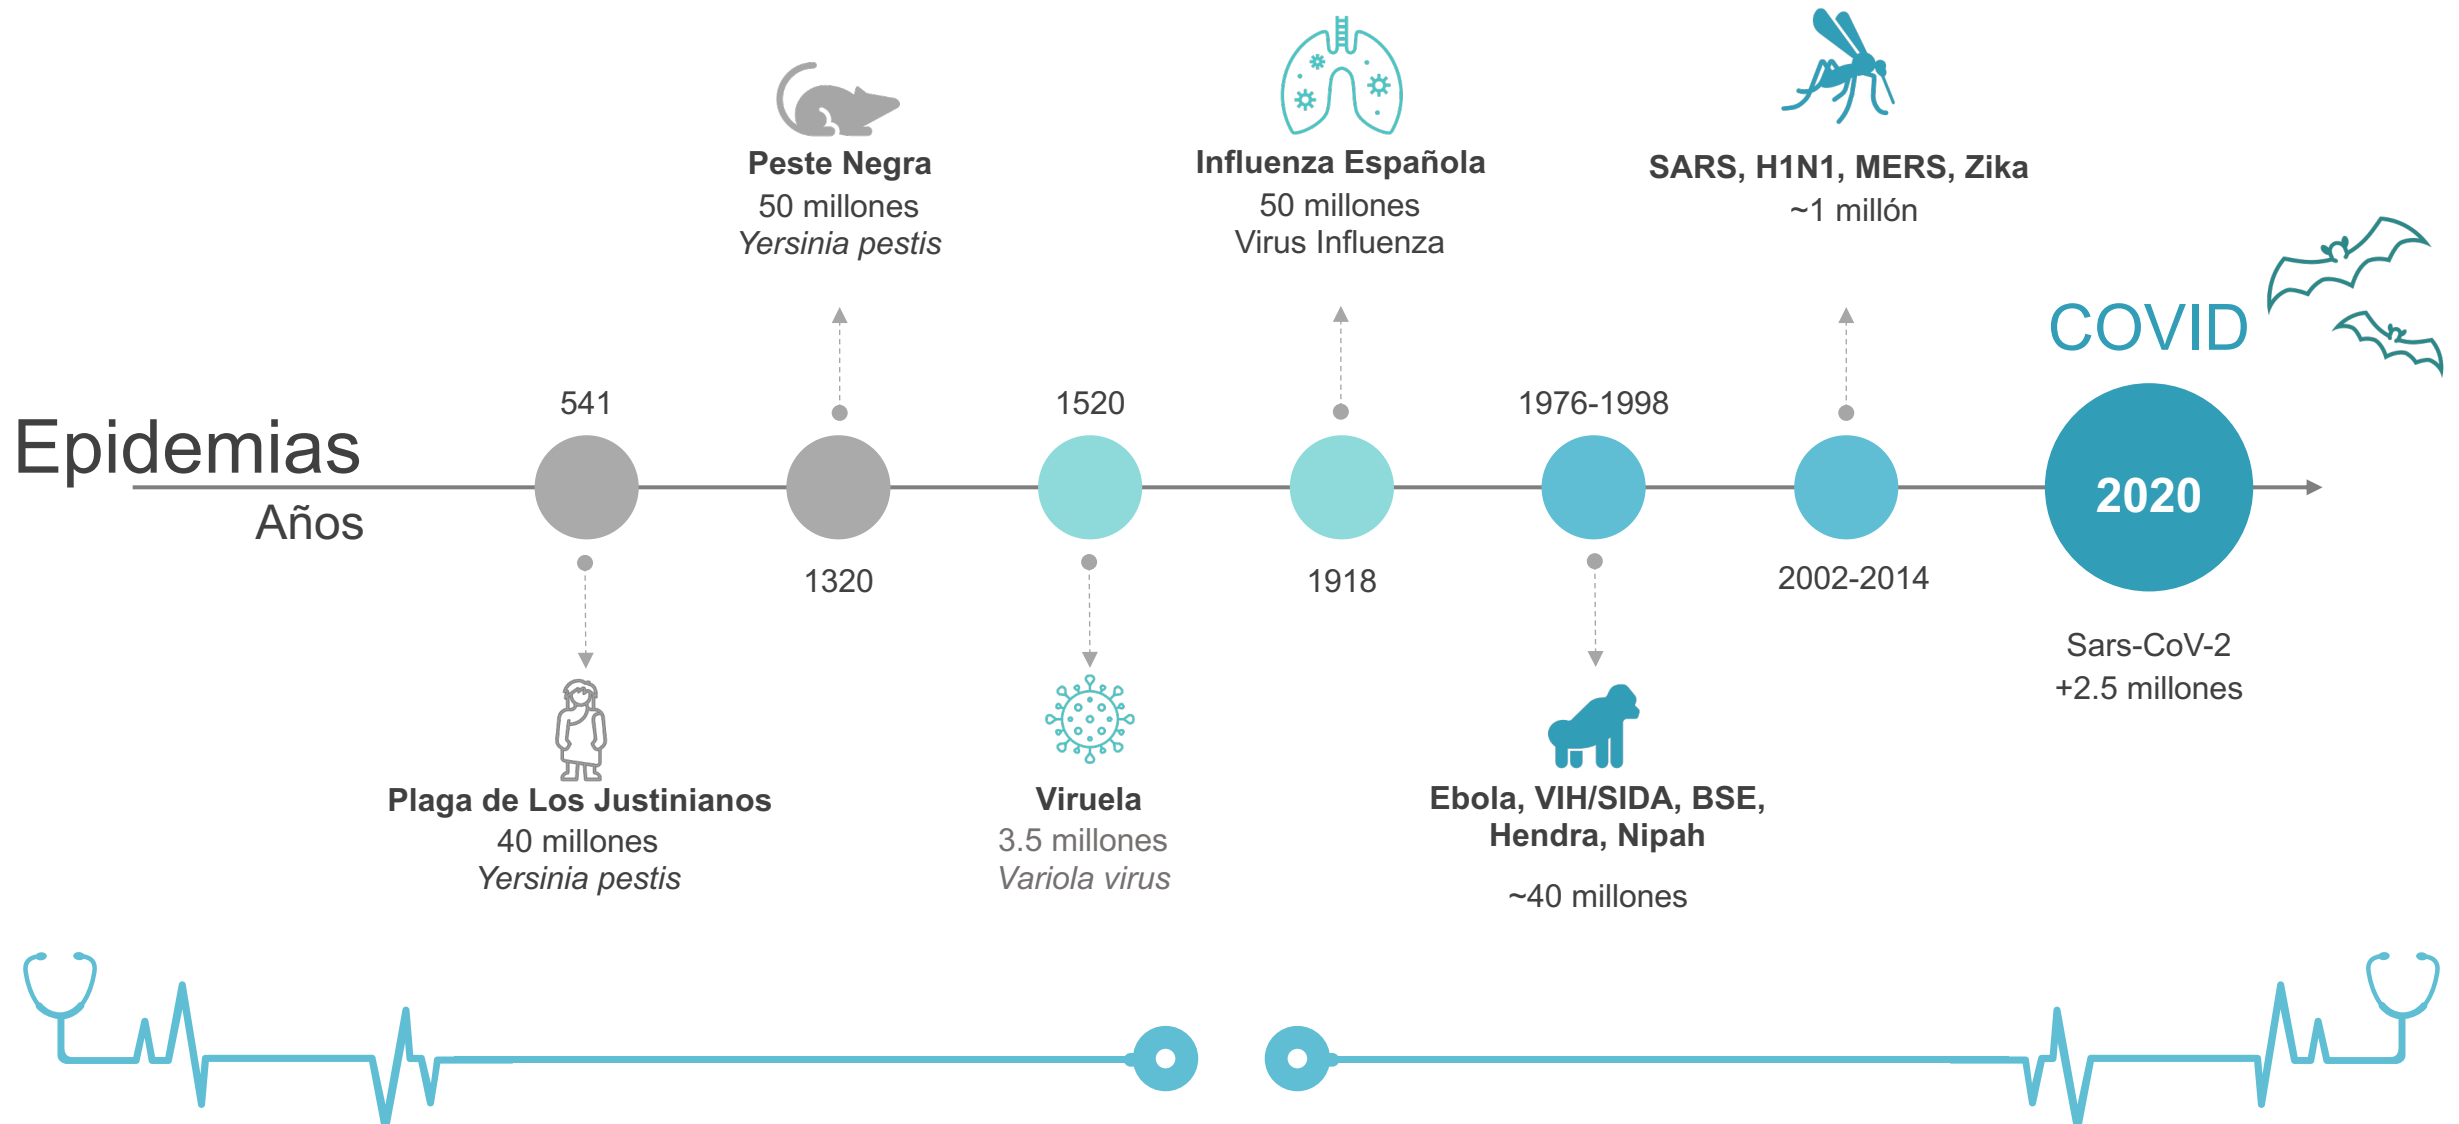 Epidemias
Años
541
Plaga de Los Justinianos
40 millones
Yersinia pestis
Peste Negra
50 millones
Yersinia pestis
1320
1520
Viruela
3.5 millones
Variola virus
Influenza Española
50 millones
Virus Influenza
1918
1976-1998
Ebola, VIH/SIDA, BSE,
Hendra, Nipah
~40 millones
SARS, H1N1, MERS, Zika
~1 millón
2002-2014
COVID
2020
Sars-CoV-2
+2.5 millones